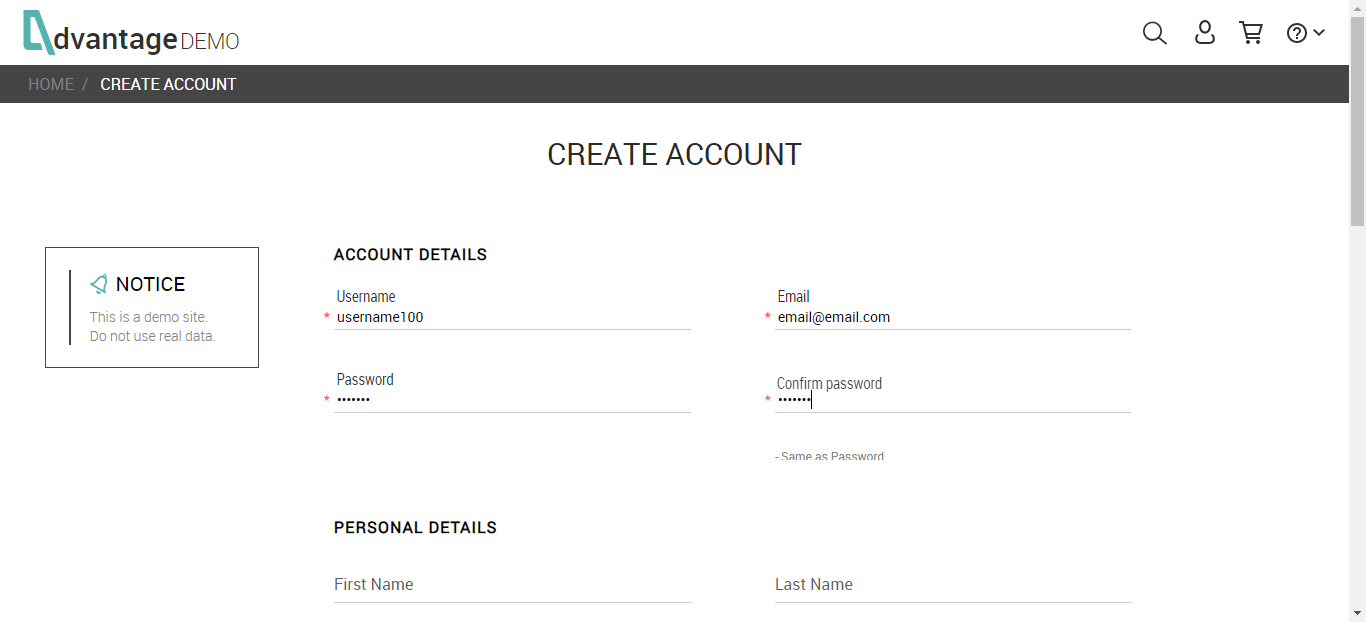 dvantage DEMO
HOME / CREATE ACCOUNT
CREATE ACCOUNT
NOTICE
This is a demo site.
Do not use real data.
ACCOUNT DETAILS
Username
* username100
Email
* email@email.com
Password
* •••••••
Confirm password
* •••••••
- Same as Password
PERSONAL DETAILS
First Name
Last Name